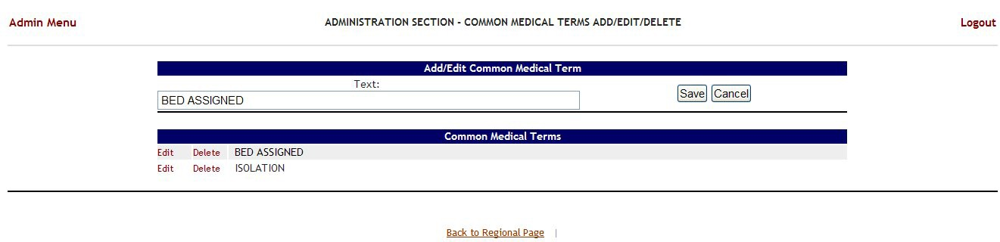 Admin Menu ADMINISTRATION SECTION - COMMON MEDICAL TERMS ADD/EDIT/DELETE Logout
Add/Edit Common Medical Term
Text:
BED ASSIGNED Save Cancel
Common Medical Terms
Edit Delete BED ASSIGNED
Edit Delete ISOLATION
Back to Regional Page |